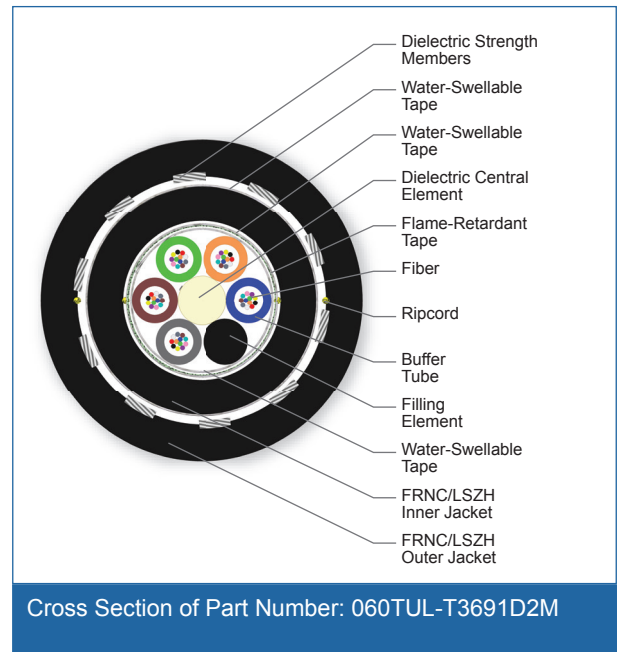 Dielectric Strength
Members
Water-Swellable
Tape
Water-Swellable
Tape
Dielectric Central
Element
Flame-Retardant
Tape
Fiber
Ripcord
Buffer
Tube
Filling
Element
Water-Swellable
Tape
FRNC/LSZH
Inner Jacket
FRNC/LSZH
Outer Jacket
Cross Section of Part Number: 060TUL-T3691D2M